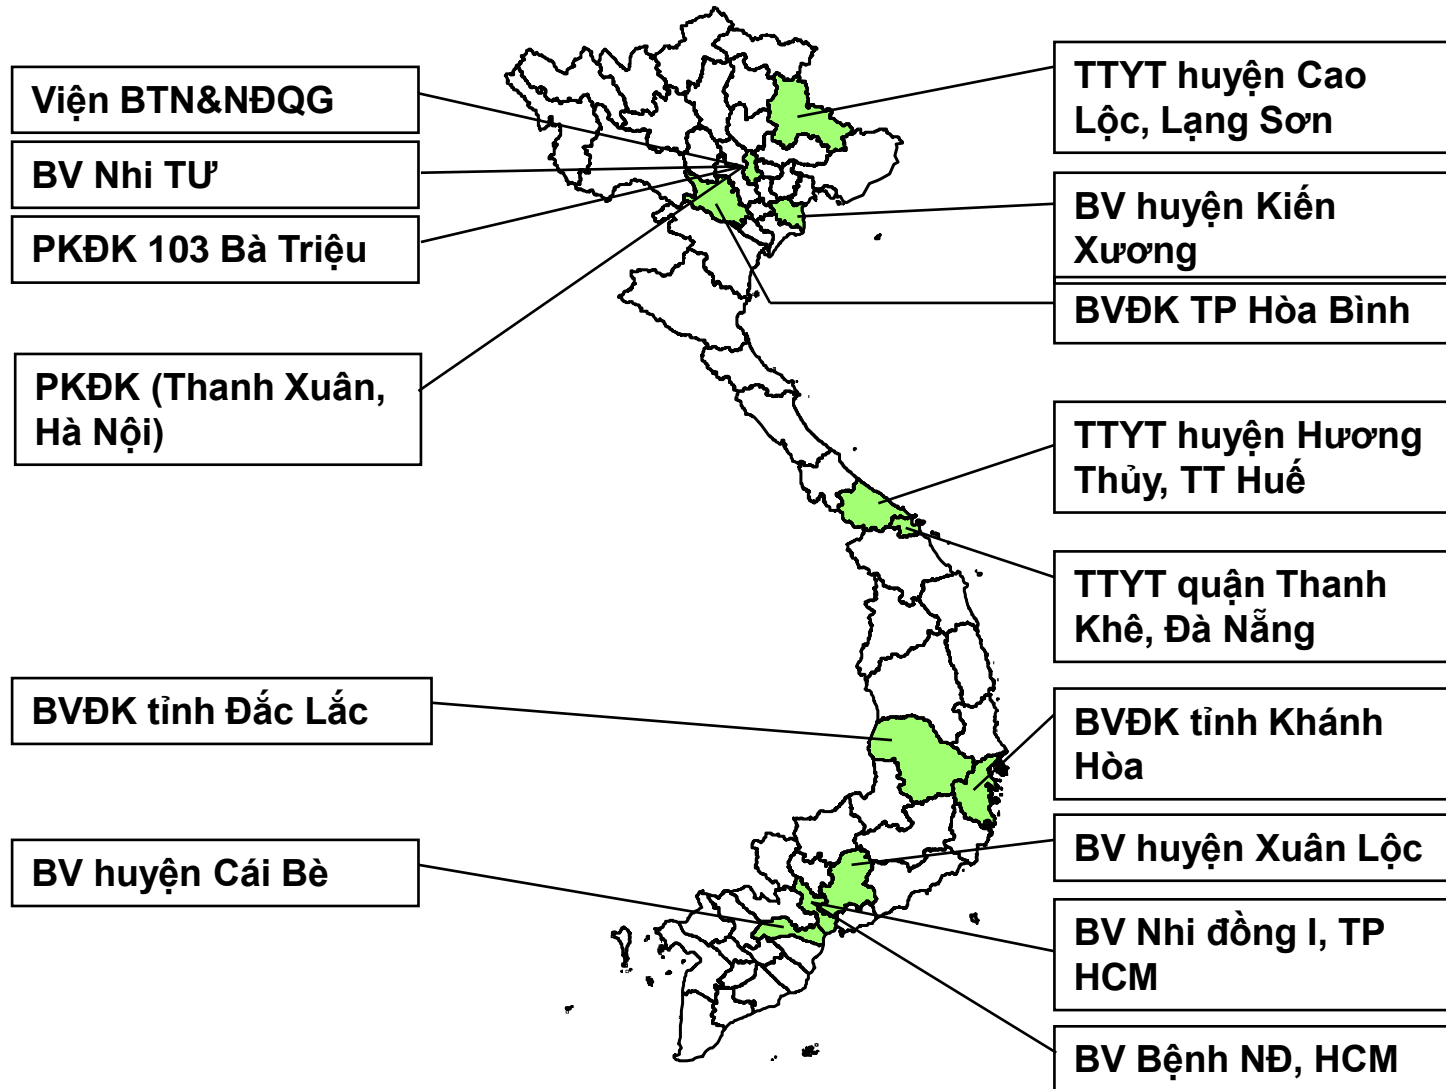 Viện BTN&NĐQG
BV Nhi TƯ
PKĐK 103 Bà Triệu
PKĐK (Thanh Xuân,
Hà Nội)
BVĐK tỉnh Đắc Lắc
BV huyện Cái Bè
TTYT huyện Cao
Lộc, Lạng Sơn
BV huyện Kiến
Xương
BVĐK TP Hòa Bình
TTYT huyện Hương
Thủy, TT Huế
TTYT quận Thanh
Khê, Đà Nẵng
BVĐK tỉnh Khánh
Hòa
BV huyện Xuân Lộc
BV Nhi đồng I, TP
HCM
BV Bệnh NĐ, HCM